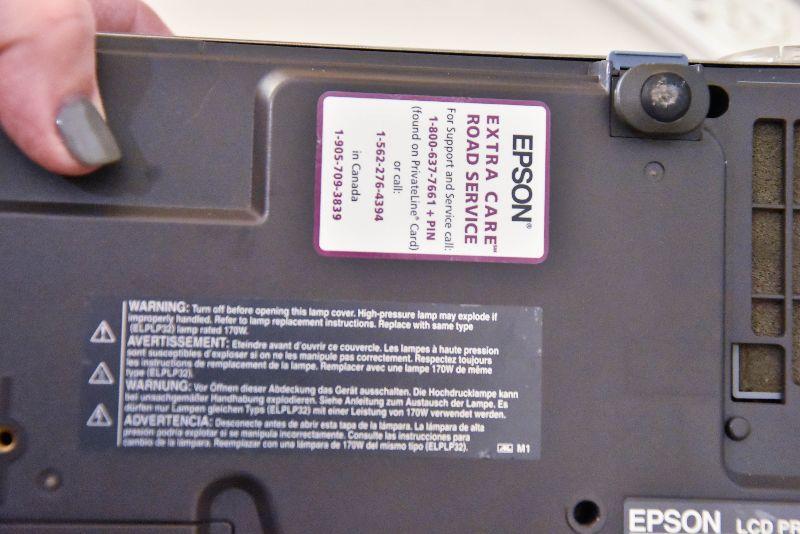 EPSON®
EXTRA CARE℠
ROAD SERVICE
For Support and Service call:
1-800-637-7661 + PIN
(found on PrivateLine® Card)
or call:
1-562-276-4394
in Canada
1-905-709-3839
WARNING: Turn off before opening this lamp cover. High-pressure lamp may explode if
improperly handled. Refer to lamp replacement instructions. Replace with same type
(ELPLP32) lamp rated 170W.
AVERTISSEMENT: Eteindre avant d'ouvrir ce couvercle. Les lampes à haute pression
sont susceptibles d'exploser si on ne les manipule pas correctement. Respectez toujours
les instructions de remplacement de la lampe. Remplacer avec une lampe 170W de même
type (ELPLP32).
WARNUNG: Vor Öffnen dieser Abdeckung das Gerät ausschalten. Die Hochdrucklampe kann
bei unsachgemäßer Handhabung explodieren. Siehe Anleitung zum Austausch der Lampe. Es
dürfen nur Lampen gleichen Typs (ELPLP32) mit einer Leistung von 170W verwendet werden.
ADVERTENCIA: Desconecte antes de abrir esta tapa de la lámpara. La lámpara de alta
presión podría explotar si se manipula incorrectamente. Consulte las instrucciones para
cambio de la lámpara. Reemplazar con una lámpara de 170W del mismo tipo (ELPLP32).
M1
EPSON LCD PR